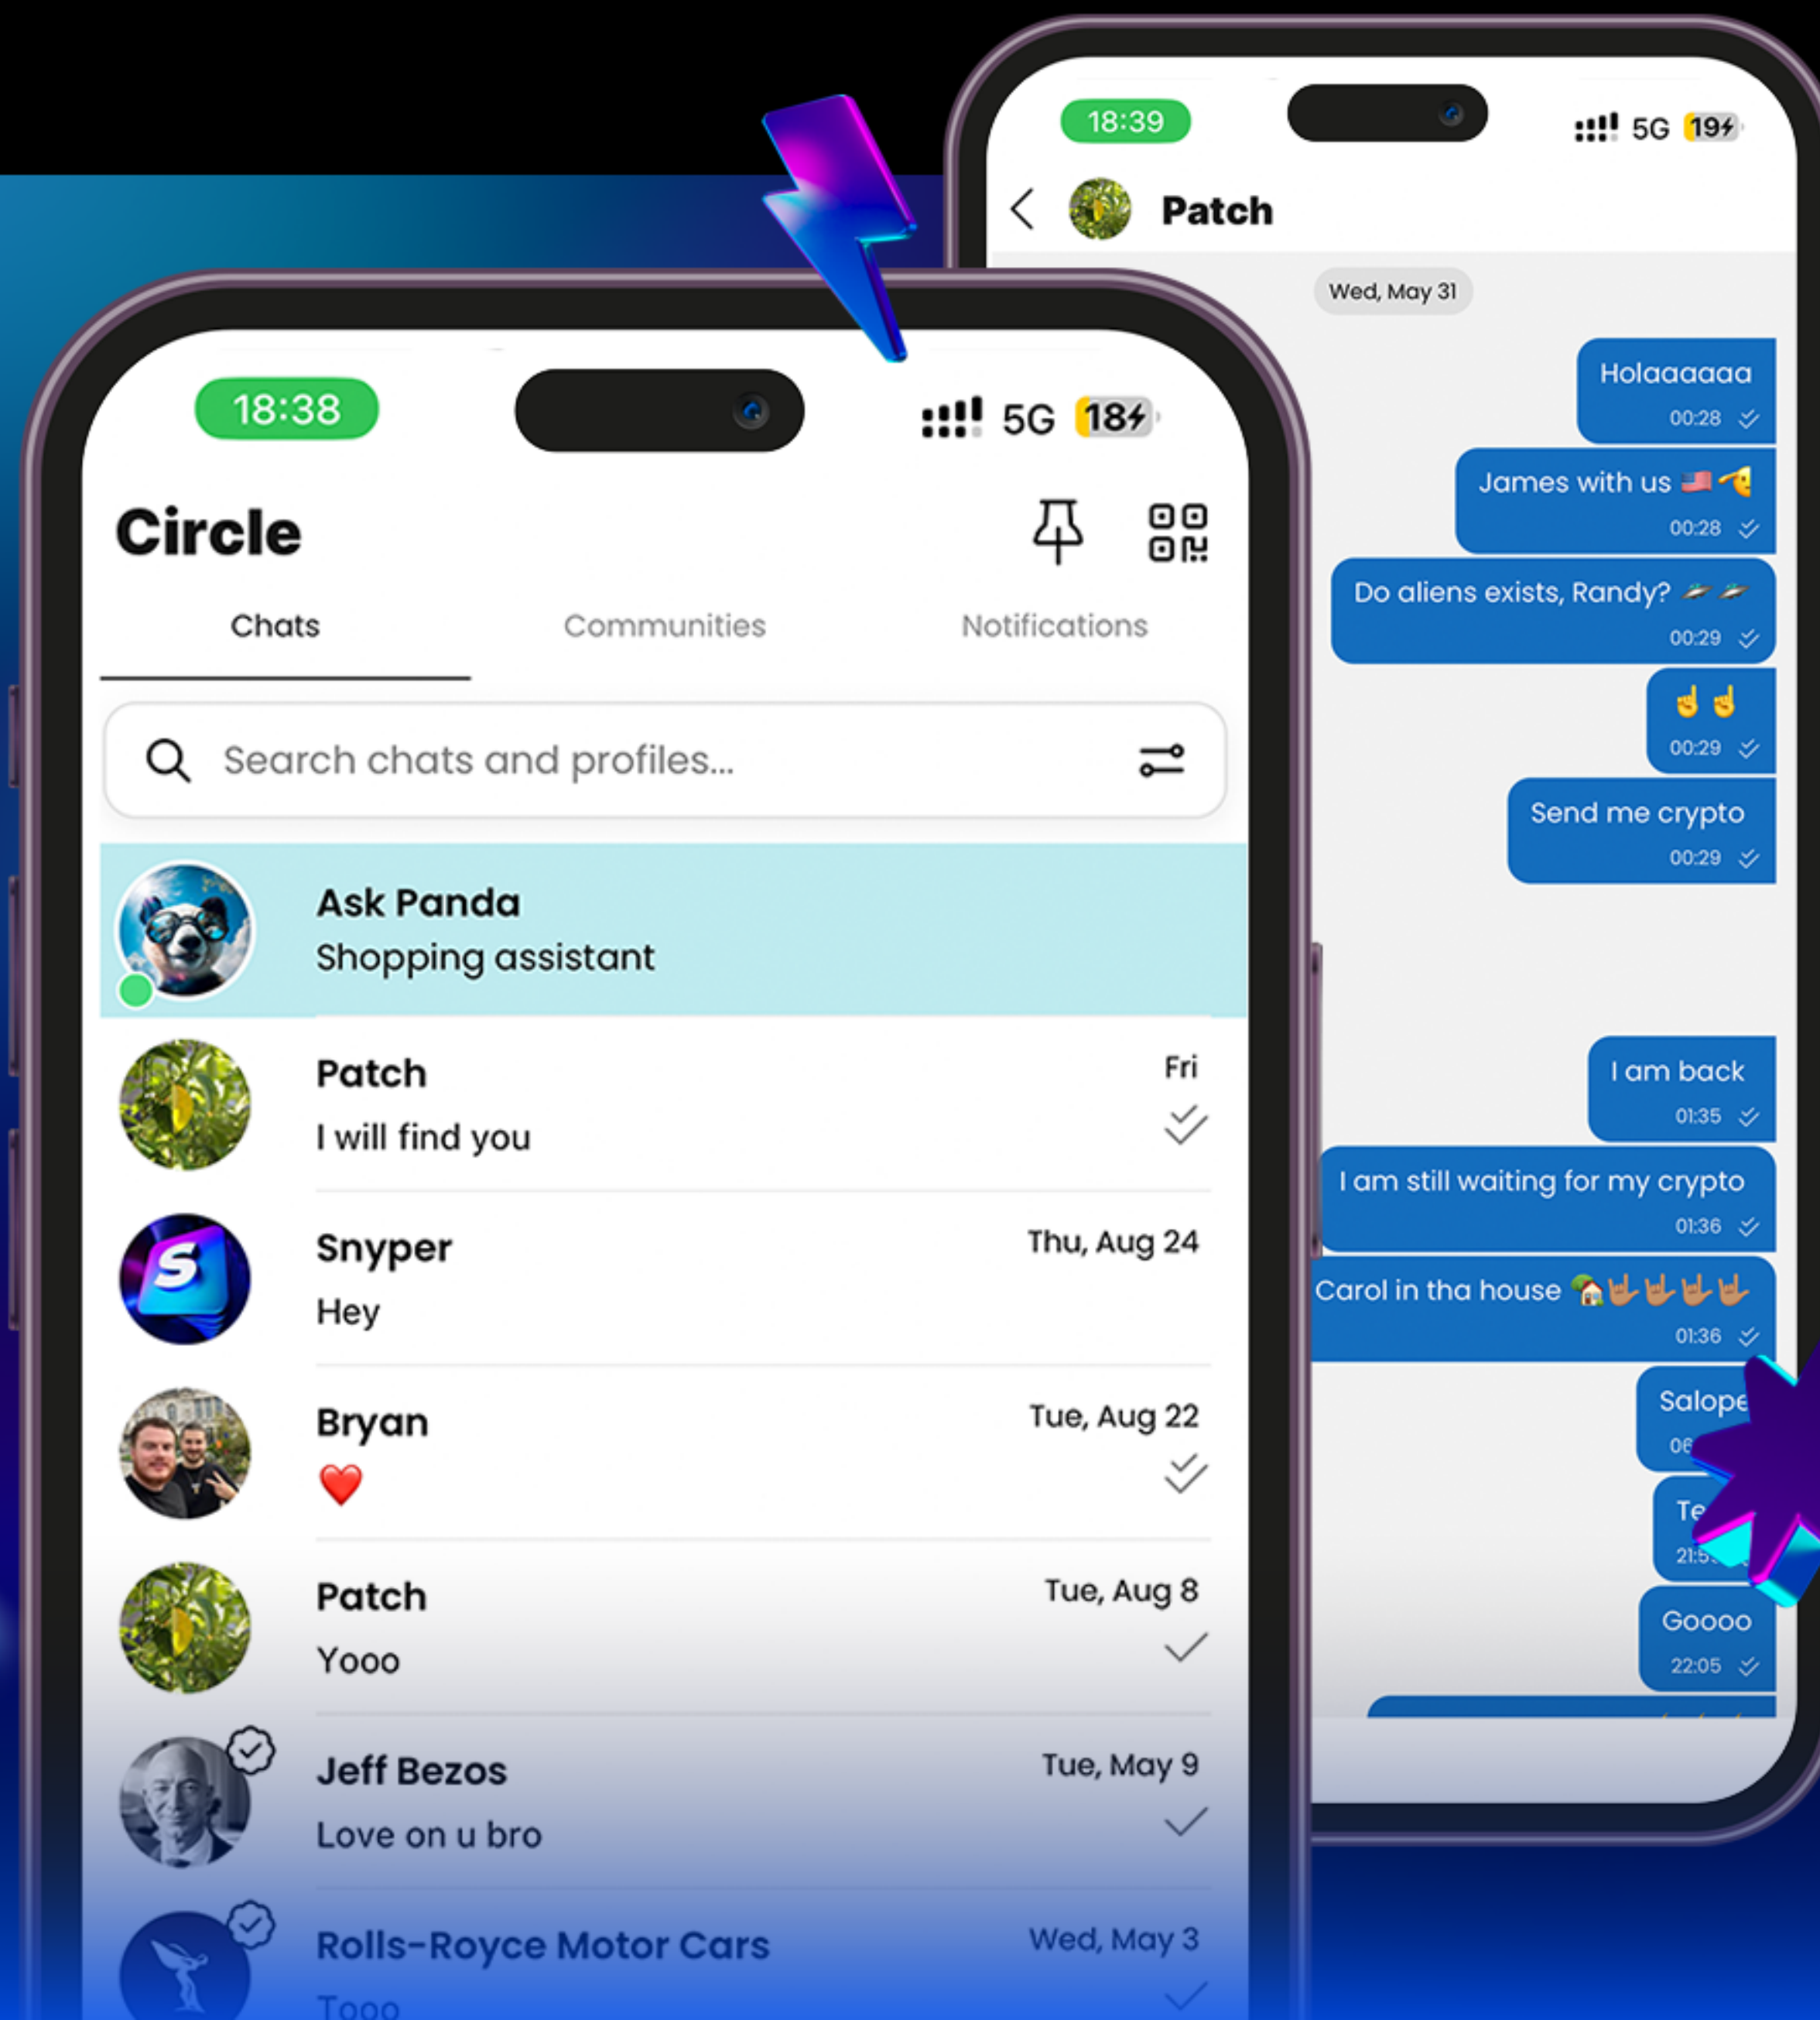 18:38
5G 18
Circle
Chats Communities Notifications
Search chats and profiles...
Ask Panda
Shopping assistant
Patch Fri
I will find you
Snyper Thu, Aug 24
S
Hey
Bryan Tue, Aug 22
❤️
Patch Tue, Aug 8
Yooo
Jeff Bezos Tue, May 9
Love on u bro
Rolls-Royce Motor Cars Wed, May 3
Tooo
18:39
5G 19
Patch
Wed, May 31
Holaaaaaa
00:28
James with us 🇺🇸🫡
00:28
Do aliens exists, Randy? 🛸🛸
00:29
☝️☝️
00:29
Send me crypto
00:29
I am back
01:35
I am still waiting for my crypto
01:36
Carol in tha house 🏡🤟🏽🤟🏽🤟🏽🤟🏽
01:36
Goooo
22:05